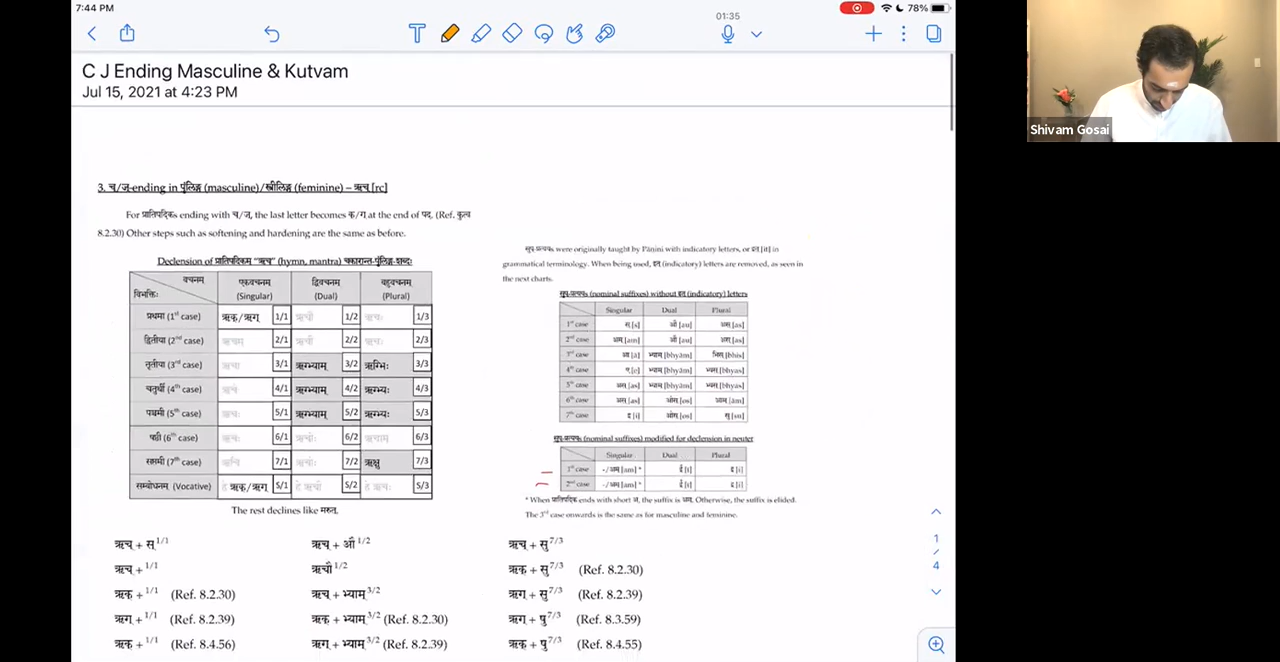 7:44 PM
78%
01:35
C J Ending Masculine & Kutvam
Jul 15, 2021 at 4:23 PM
Shivam Gosai
3. च्/ज्-ending in पुंलिङ्ग (masculine)/स्त्रीलिङ्ग (feminine) – ऋच् [rc]
For प्रातिपदिकs ending with च्/ज्, the last letter becomes क्/ग् at the end of पद. (Ref. कुत्व
8.2.30) Other steps such as softening and hardening are the same as before.
Declension of प्रातिपदिकम् "ऋच्" (hymn, mantra) चकारान्त-पुंलिङ्ग-शब्दः
वचनम् विभक्तिः एकवचनम् (Singular) द्विवचनम् (Dual) बहुवचनम् (Plural)
प्रथमा (1st case) ऋक्/ऋग् 1/1 ऋचौ 1/2 ऋचः 1/3
द्वितीया (2nd case) ऋचम् 2/1 ऋचौ 2/2 ऋचः 2/3
तृतीया (3rd case) ऋचा 3/1 ऋग्भ्याम् 3/2 ऋग्भिः 3/3
चतुर्थी (4th case) ऋचे 4/1 ऋग्भ्याम् 4/2 ऋग्भ्यः 4/3
पञ्चमी (5th case) ऋचः 5/1 ऋग्भ्याम् 5/2 ऋग्भ्यः 5/3
षष्ठी (6th case) ऋचः 6/1 ऋचोः 6/2 ऋचाम् 6/3
सप्तमी (7th case) ऋचि 7/1 ऋचोः 7/2 ऋक्षु 7/3
सम्बोधनम् (Vocative) हे ऋक्/ऋग् S/1 हे ऋचौ S/2 हे ऋचः S/3
The rest declines like मरुत्.
सुप्-प्रत्ययs were originally taught by Pāṇini with indicatory letters, or इत् [it] in
grammatical terminology. When being used, इत् (indicatory) letters are removed, as seen in
the next charts.
सुप्-प्रत्ययs (nominal suffixes) without इत् (indicatory) letters
Singular Dual Plural
1st case स् [s] औ [au] अस् [as]
2nd case अम् [am] औ [au] अस् [as]
3rd case आ [ā] भ्याम् [bhyām] भिस् [bhis]
4th case ए [e] भ्याम् [bhyām] भ्यस् [bhyas]
5th case अस् [as] भ्याम् [bhyām] भ्यस् [bhyas]
6th case अस् [as] ओस् [os] आम् [ām]
7th case इ [i] ओस् [os] सु [su]
सुप्-प्रत्ययs (nominal suffixes) modified for declension in neuter
Singular Dual Plural
1st case -/अम् [am] * ई [ī] इ [i]
2nd case -/अम् [am] * ई [ī] इ [i]
* When प्रातिपदिक ends with short अ, the suffix is अम्. Otherwise, the suffix is elided.
The 3rd case onwards is the same as for masculine and feminine.
ऋच् + स् 1/1
ऋच् + 1/1
ऋक् + 1/1 (Ref. 8.2.30)
ऋग् + 1/1 (Ref. 8.2.39)
ऋक् + 1/1 (Ref. 8.4.56)
ऋच् + औ 1/2
ऋचौ 1/2
ऋच् + भ्याम् 3/2
ऋक् + भ्याम् 3/2 (Ref. 8.2.30)
ऋग् + भ्याम् 3/2 (Ref. 8.2.39)
ऋच् + सु 7/3
ऋक् + सु 7/3 (Ref. 8.2.30)
ऋग् + सु 7/3 (Ref. 8.2.39)
ऋग् + षु 7/3 (Ref. 8.3.59)
ऋक् + षु 7/3 (Ref. 8.4.55)
1
/
4